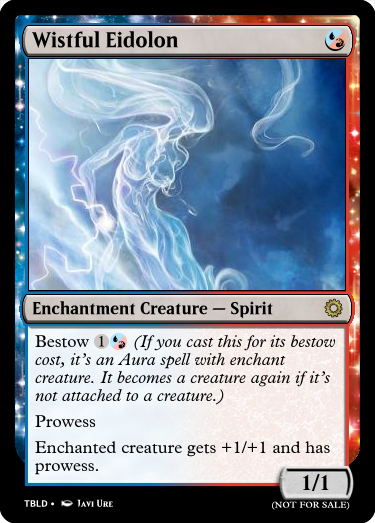 Wistful Eidolon
Enchantment Creature — Spirit
Bestow 1 (If you cast this for its bestow
cost, it's an Aura spell with enchant
creature. It becomes a creature again if it's
not attached to a creature.)
Prowess
Enchanted creature gets +1/+1 and has
prowess.
1/1
TBLD • Javi Ure
(NOT FOR SALE)